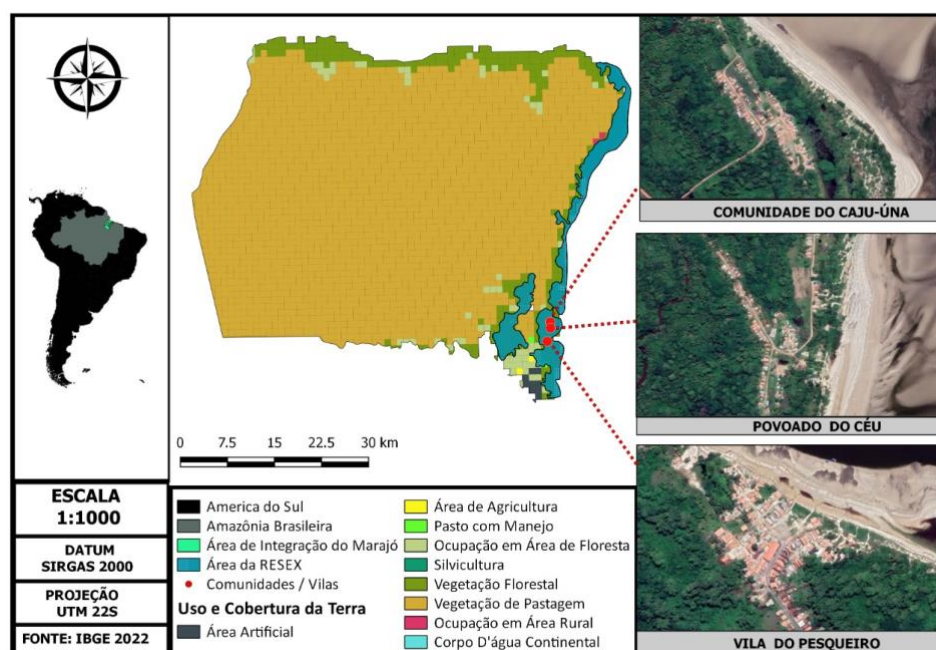 COMUNIDADE DO CAJU-ÚNA
POVOADO DO CÉU
VILA DO PESQUEIRO
0 7.5 15 22.5 30 km
ESCALA
1:1000
DATUM
SIRGAS 2000
PROJEÇÃO
UTM 22S
FONTE: IBGE 2022
America do Sul
Amazônia Brasileira
Área de Integração do Marajó
Área da RESEX
Comunidades / Vilas
Uso e Cobertura da Terra
Área Artificial
Área de Agricultura
Pasto com Manejo
Ocupação em Área de Floresta
Silvicultura
Vegetação Florestal
Vegetação de Pastagem
Ocupação em Área Rural
Corpo D'água Continental